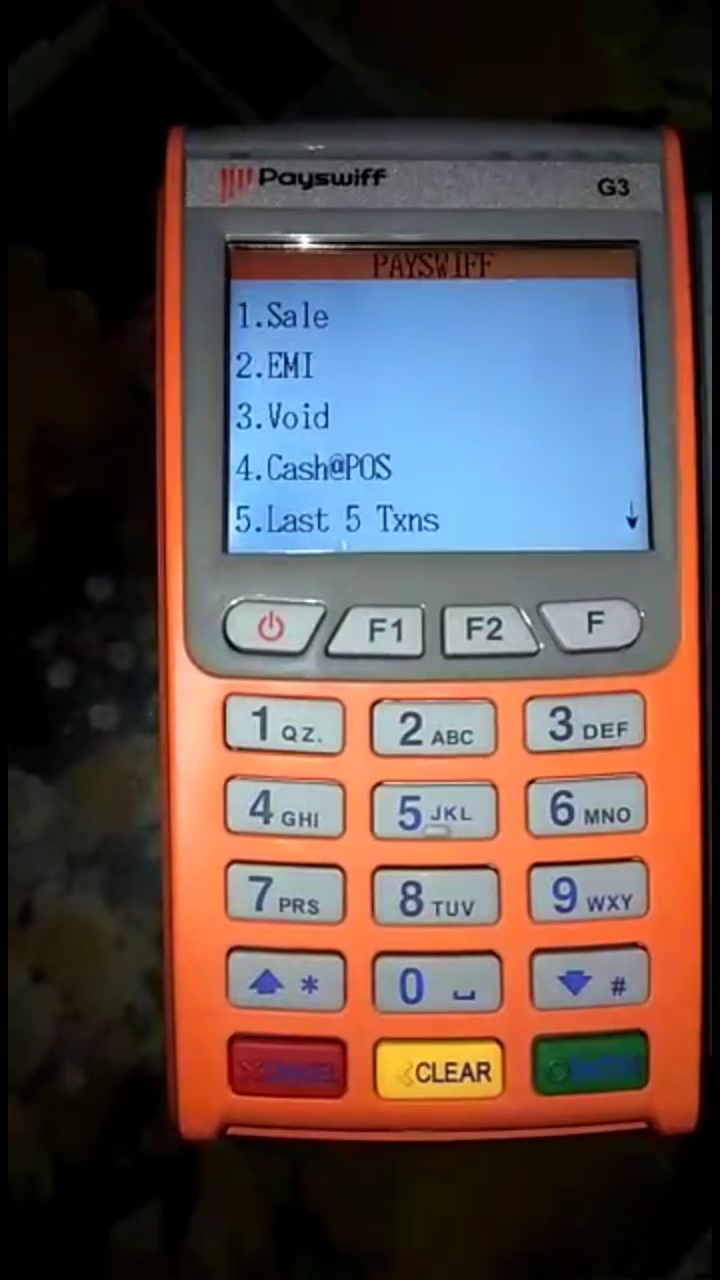 Payswiff G3
PAYSWIFF
1.Sale
2.EMI
3.Void
4.Cash@POS
5.Last 5 Txns
F1 F2 F
1 QZ. 2 ABC 3 DEF
4 GHI 5 JKL 6 MNO
7 PRS 8 TUV 9 WXY
* 0 #
CANCEL CLEAR ENTER